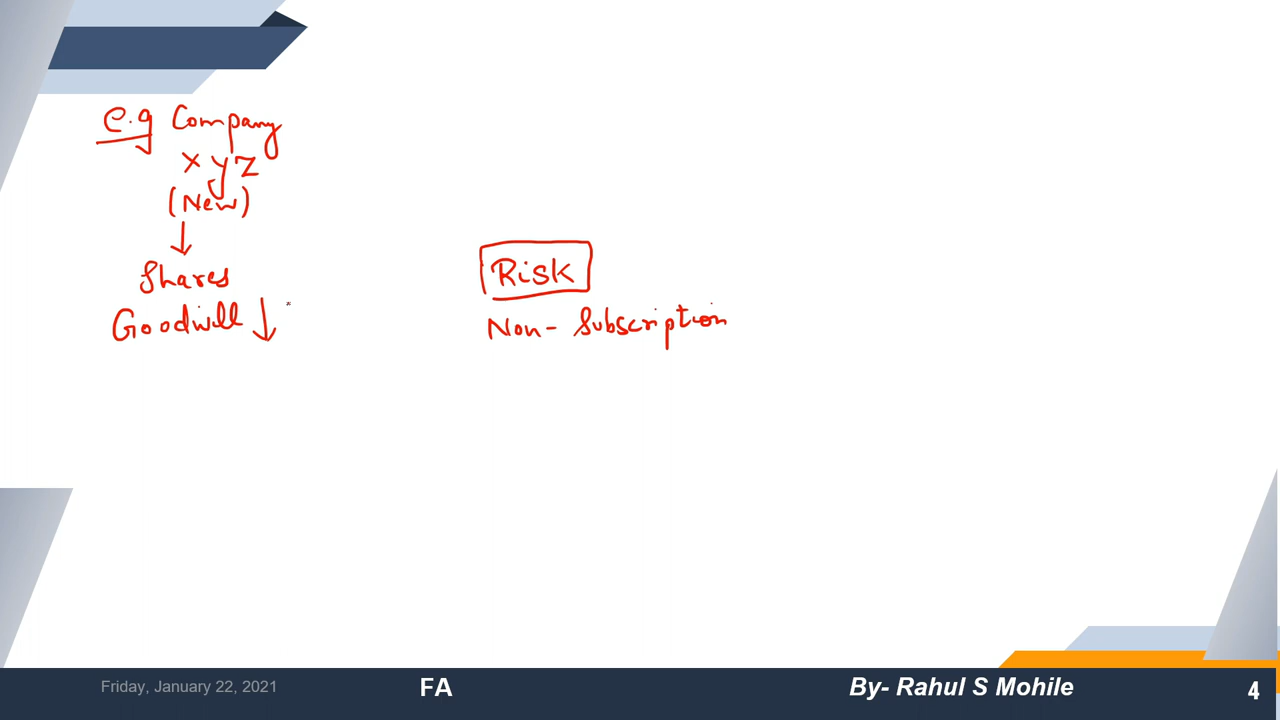 e.g Company
xyz
(New)
↓
Shares
Goodwill ↓
Risk
Non-Subscription
Friday, January 22, 2021
FA
By- Rahul S Mohile
4